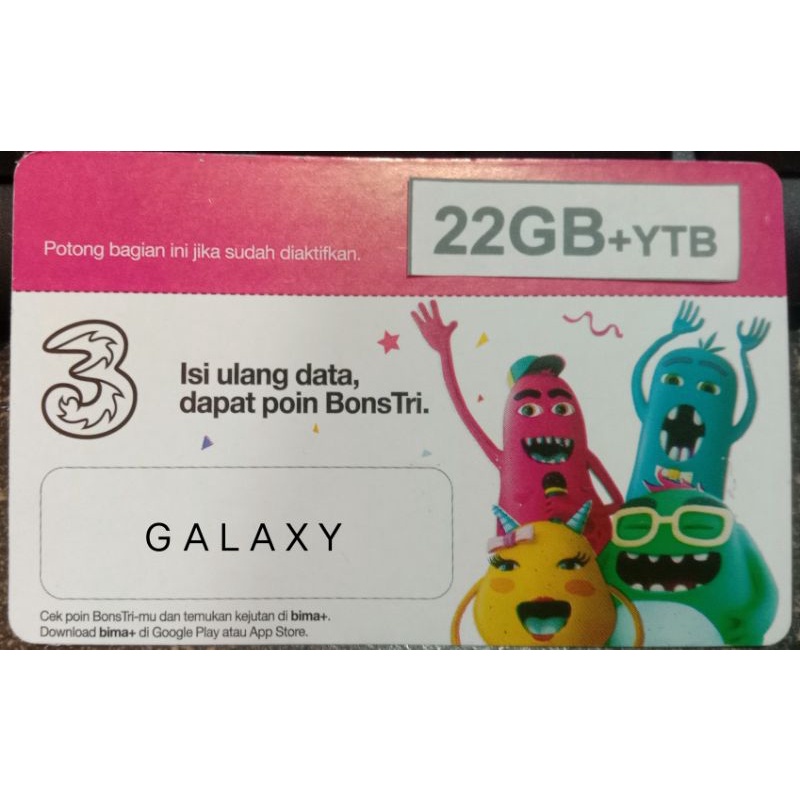 Potong bagian ini jika sudah diaktifkan.
22GB+YTB
3
Isi ulang data,
dapat poin BonsTri.
GALAXY
Cek poin BonsTri-mu dan temukan kejutan di bima+.
Download bima+ di Google Play atau App Store.